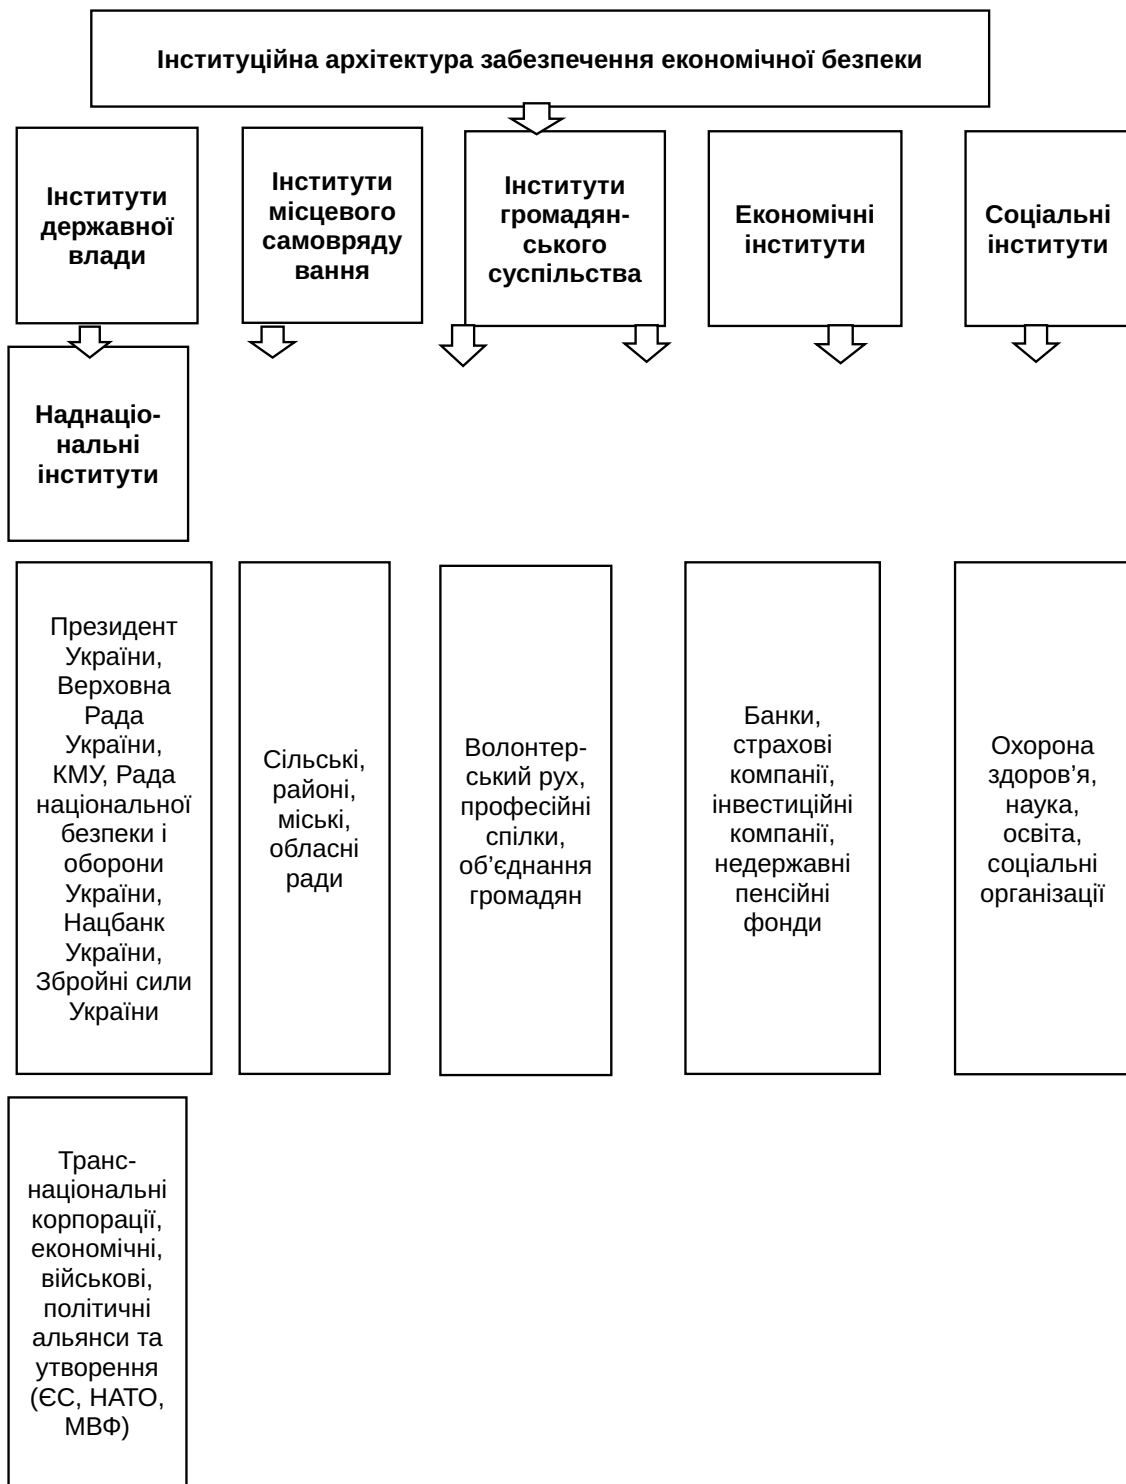 Інституційна архітектура забезпечення економічної безпеки
Інститути
державної
влади
Інститути
місцевого
самовряду
вання
Інститути
громадян-
ського
суспільства
Економічні
інститути
Соціальні
інститути
Наднаціо-
нальні
інститути
Президент
України,
Верховна
Рада
України,
КМУ, Рада
національної
безпеки і
оборони
України,
Нацбанк
України,
Збройні сили
України
Сільські,
районі,
міські,
обласні
ради
Волонтер-
ський рух,
професійні
спілки,
об’єднання
громадян
Банки,
страхові
компанії,
інвестиційні
компанії,
недержавні
пенсійні
фонди
Охорона
здоров’я,
наука,
освіта,
соціальні
організації
Транс-
національні
корпорації,
економічні,
військові,
політичні
альянси та
утворення
(ЄС, НАТО,
МВФ)